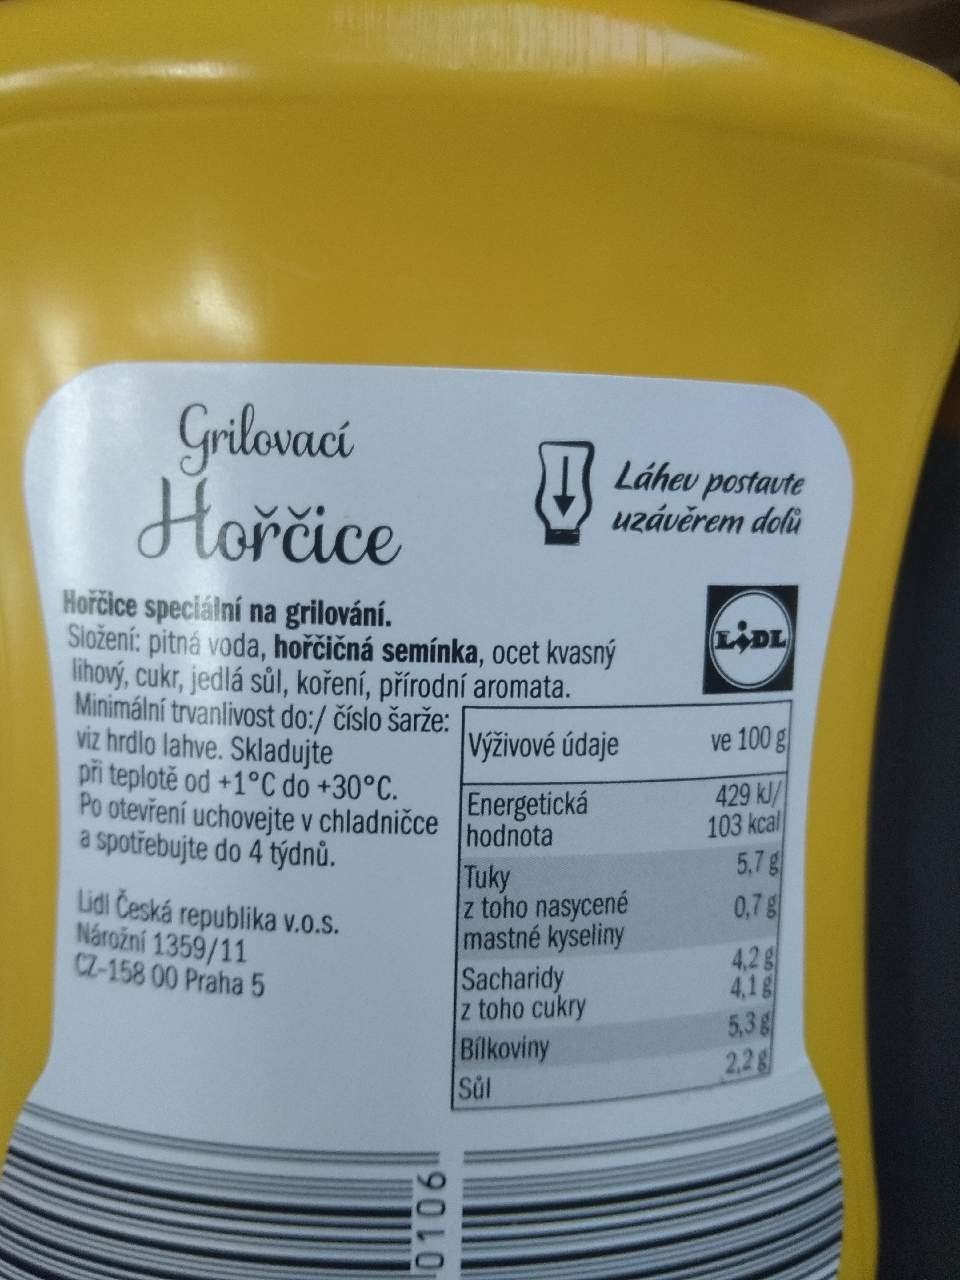 Grilovací
Hořčice
Láhev postavte
uzávěrem dolů
Hořčice speciální na grilování.
Složení: pitná voda, hořčičná semínka, ocet kvasný
lihový, cukr, jedlá sůl, koření, přírodní aromata.
Minimální trvanlivost do:/ číslo šarže:
viz hrdlo lahve. Skladujte
při teplotě od +1°C do +30°C.
Po otevření uchovejte v chladničce
a spotřebujte do 4 týdnů.
Lidl Česká republika v.o.s.
Nárožní 1359/11
CZ-158 00 Praha 5
LIDL
Výživové údaje ve 100 g
Energetická 429 kJ/
hodnota 103 kcal
Tuky 5,7 g
z toho nasycené 0,7 g
mastné kyseliny
Sacharidy 4,2 g
z toho cukry 4,1 g
Bílkoviny 5,3 g
Sůl 2,2 g
0106